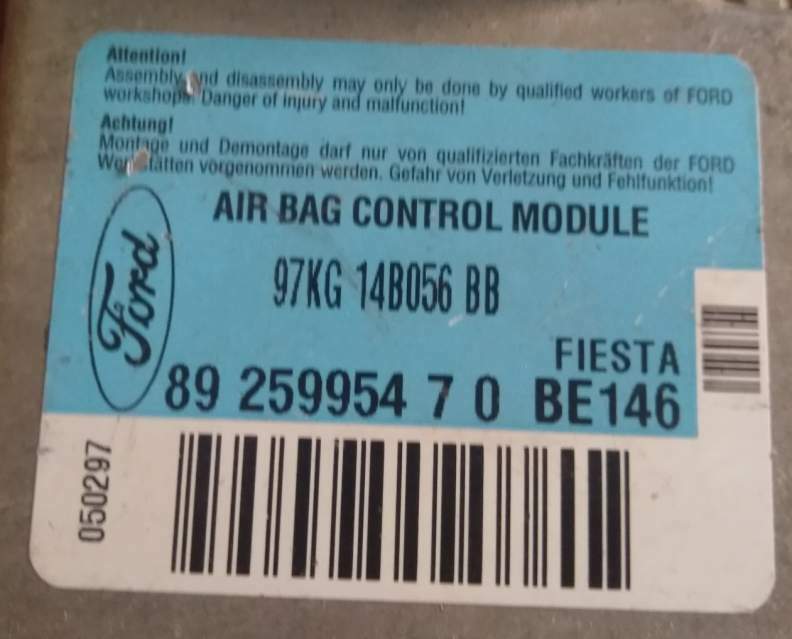 Attention!
Assembly and disassembly may only be done by qualified workers of FORD
workshops. Danger of injury and malfunction!
Achtung!
Montage und Demontage darf nur von qualifizierten Fachkräften der FORD
Werkstätten vorgenommen werden. Gefahr von Verletzung und Fehlfunktion!
AIR BAG CONTROL MODULE
Ford
97KG 14B056 BB
FIESTA
89 259954 7 0 BE146
050297